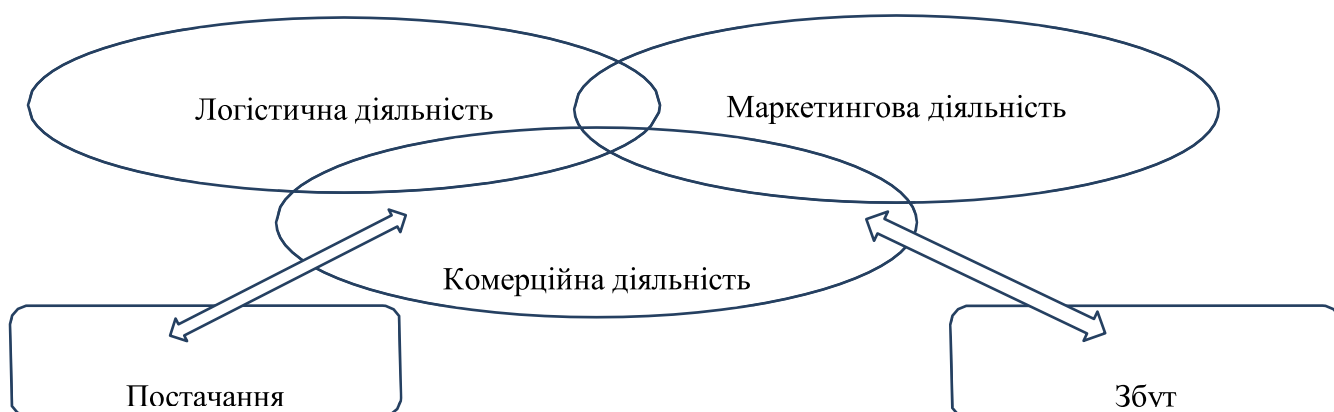 Логістична діяльність
Маркетингова діяльність
Комерційна діяльність
Постачання
Збут